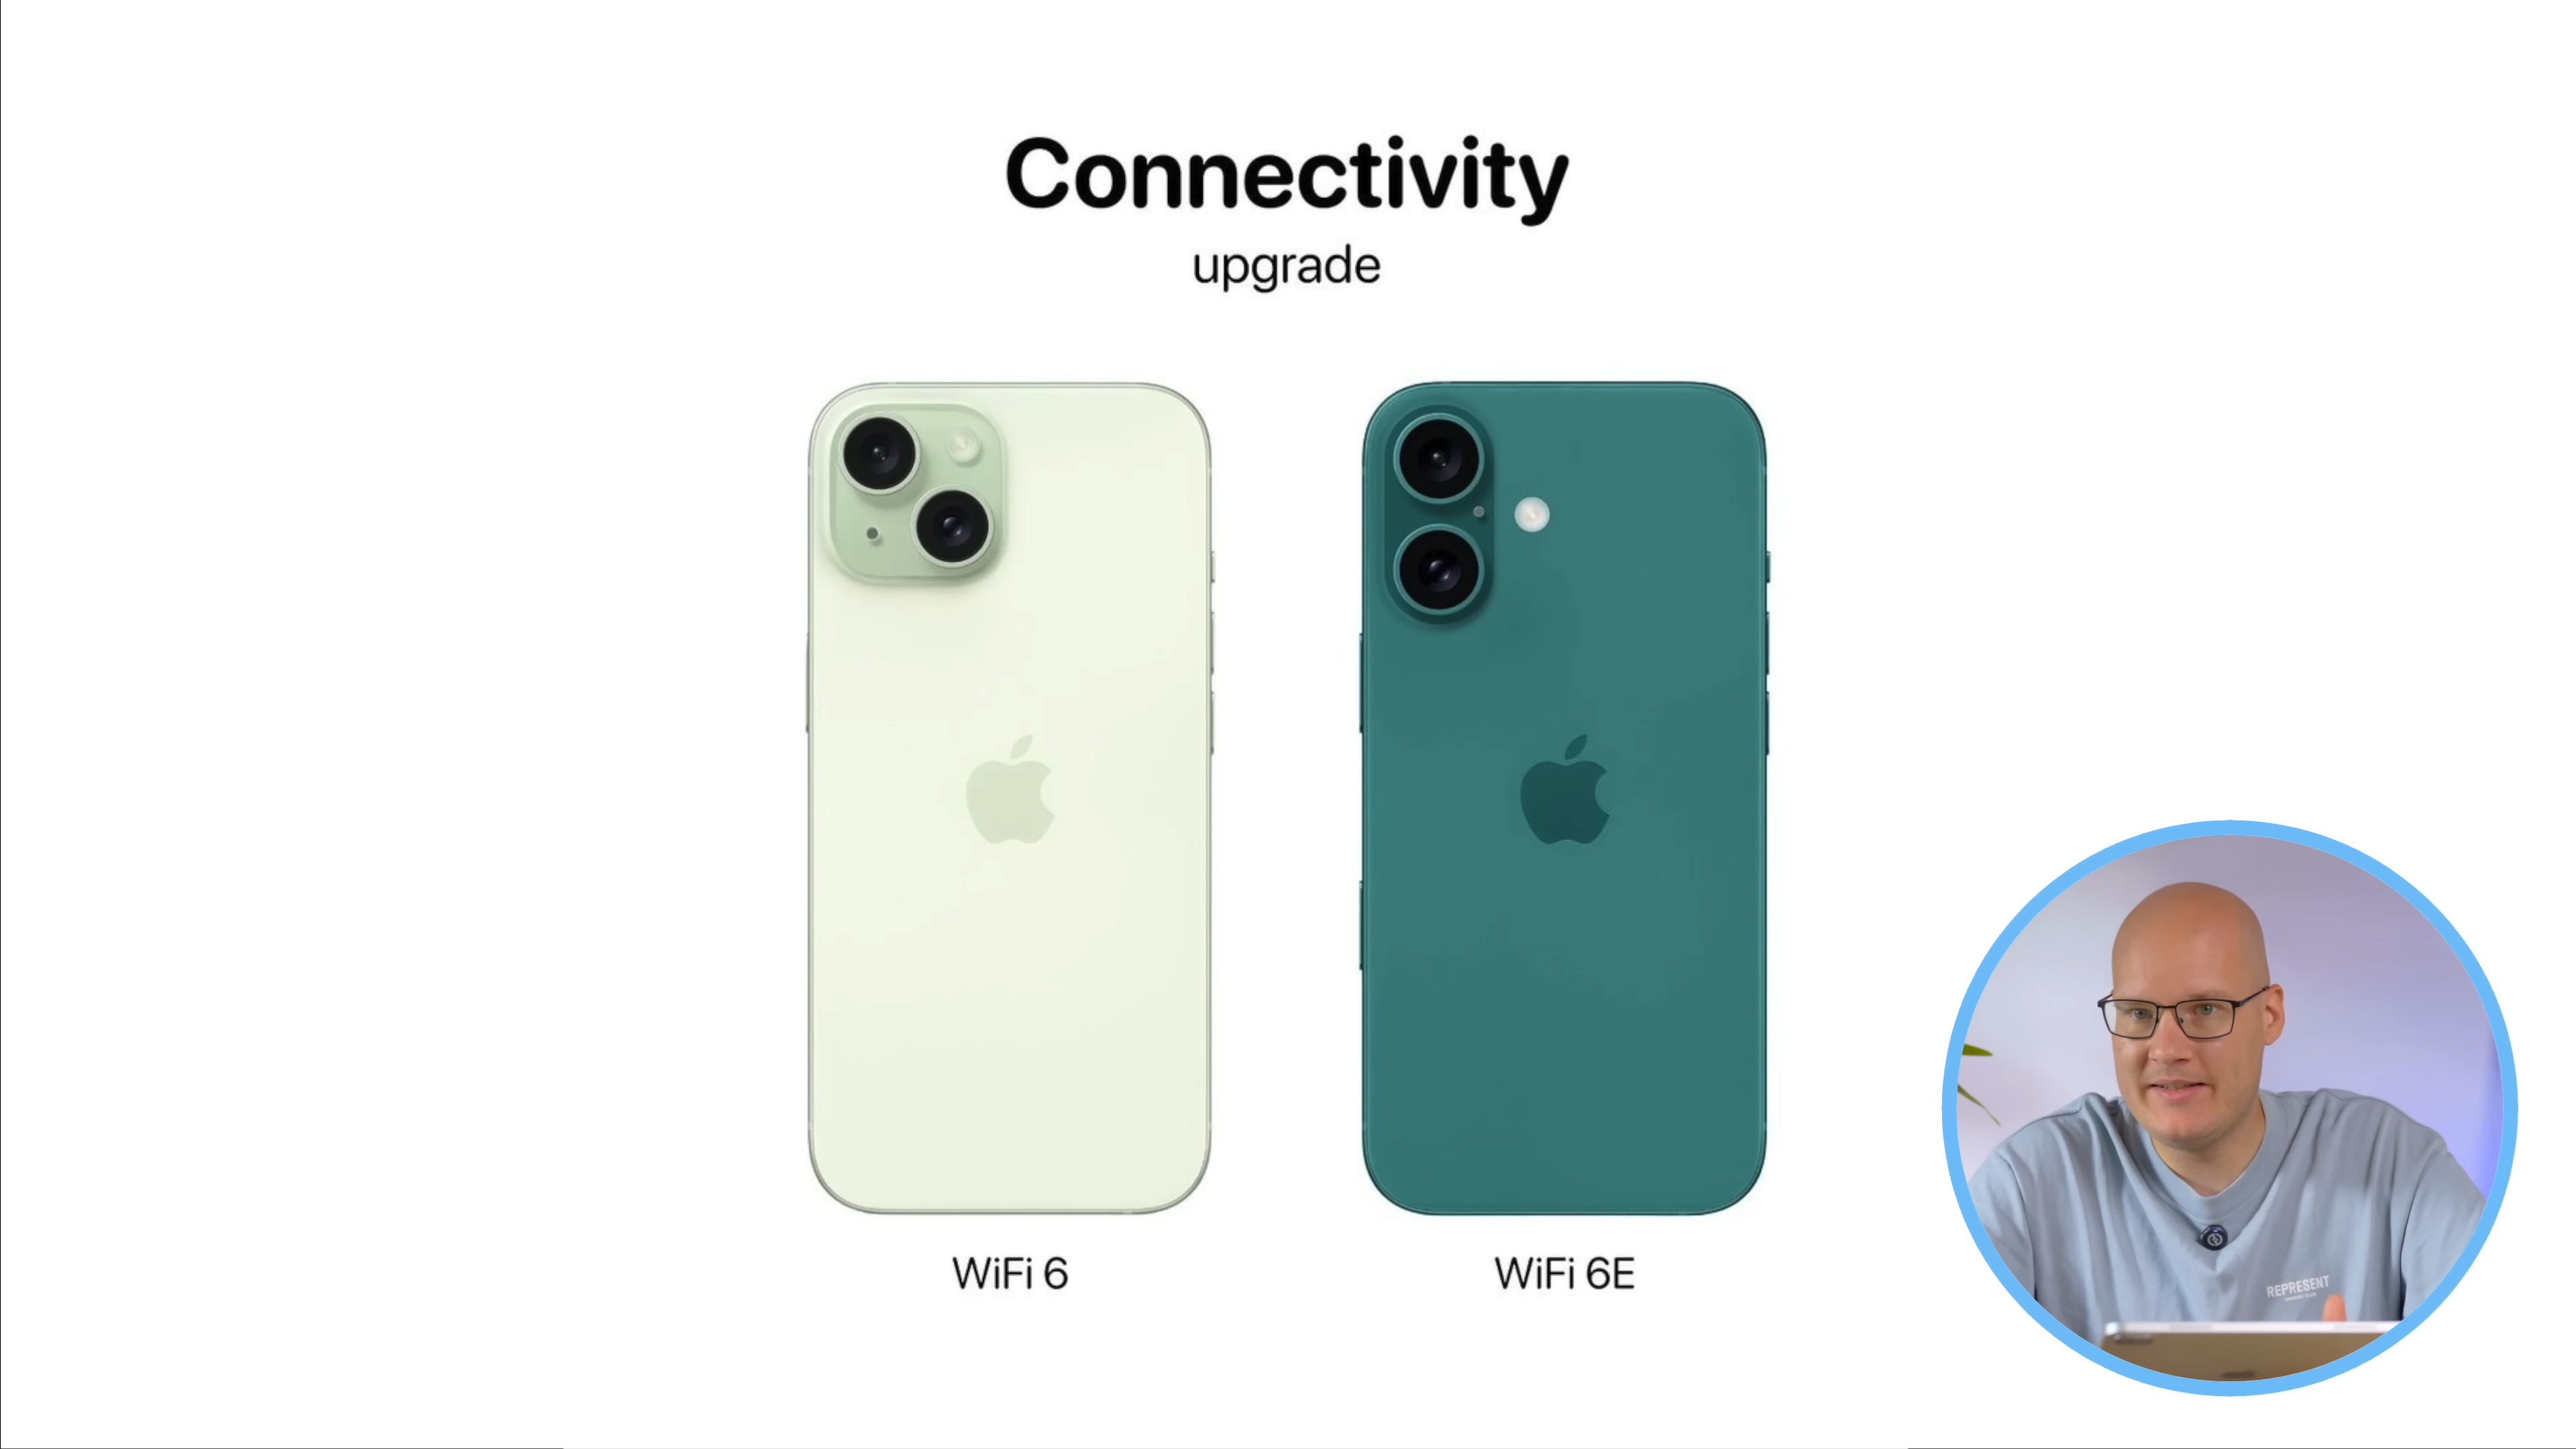 Connectivity
upgrade
WiFi 6
WiFi 6E
REPRESENT